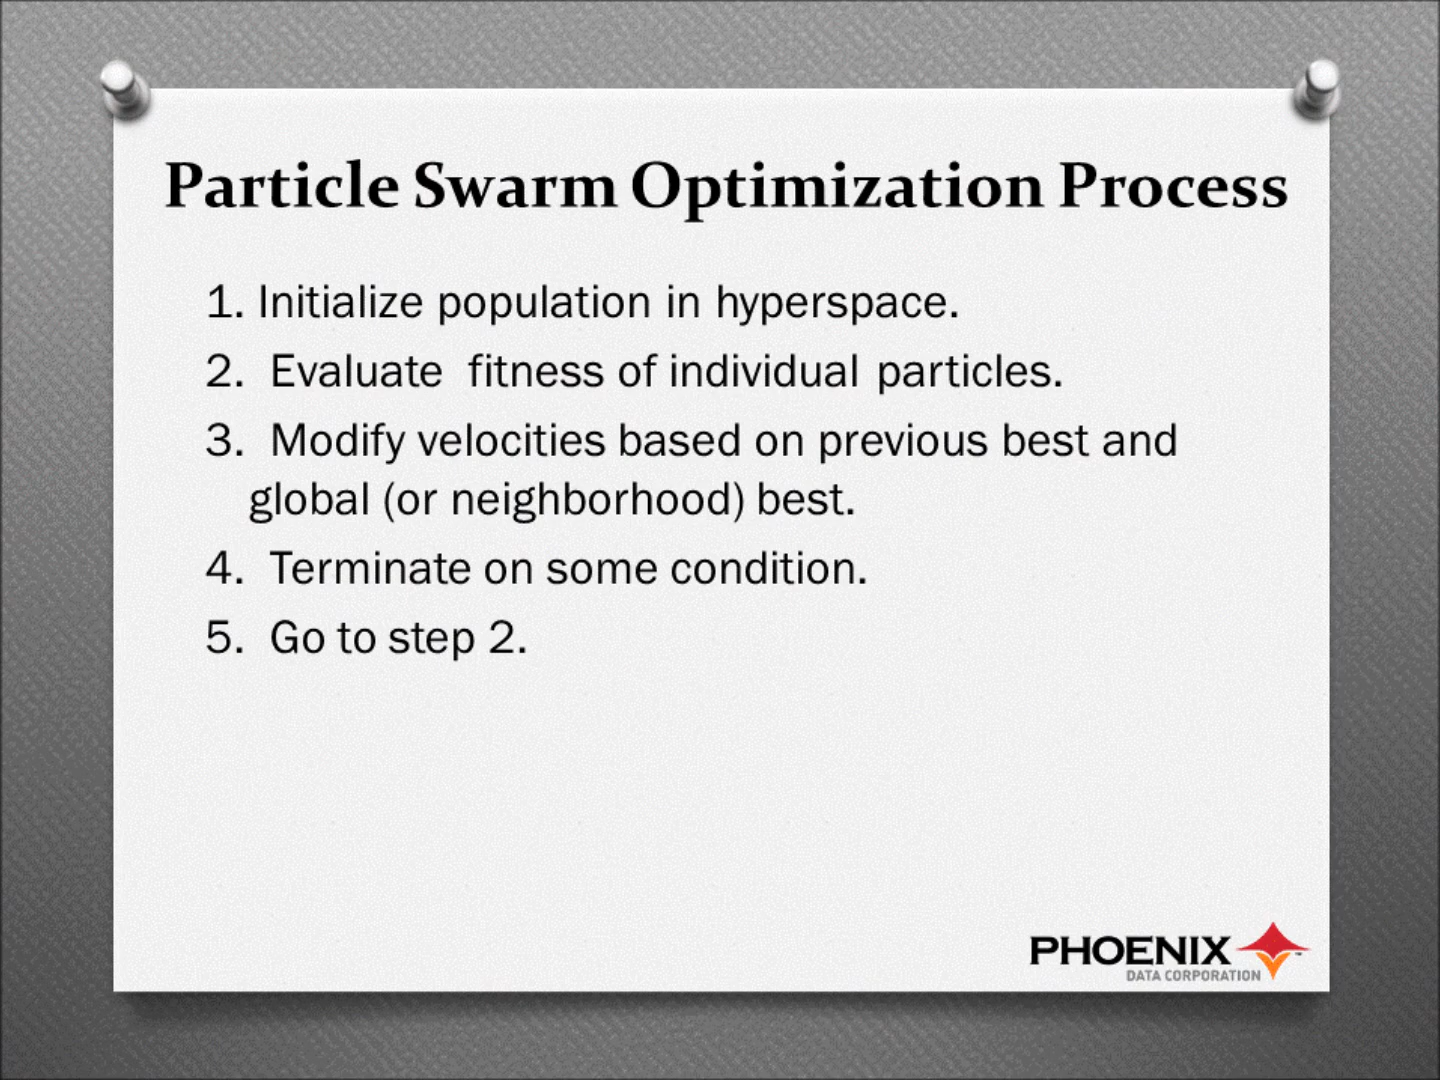 Particle Swarm Optimization Process
1. Initialize population in hyperspace.
2. Evaluate fitness of individual particles.
3. Modify velocities based on previous best and
global (or neighborhood) best.
4. Terminate on some condition.
5. Go to step 2.
PHOENIX
DATA CORPORATION